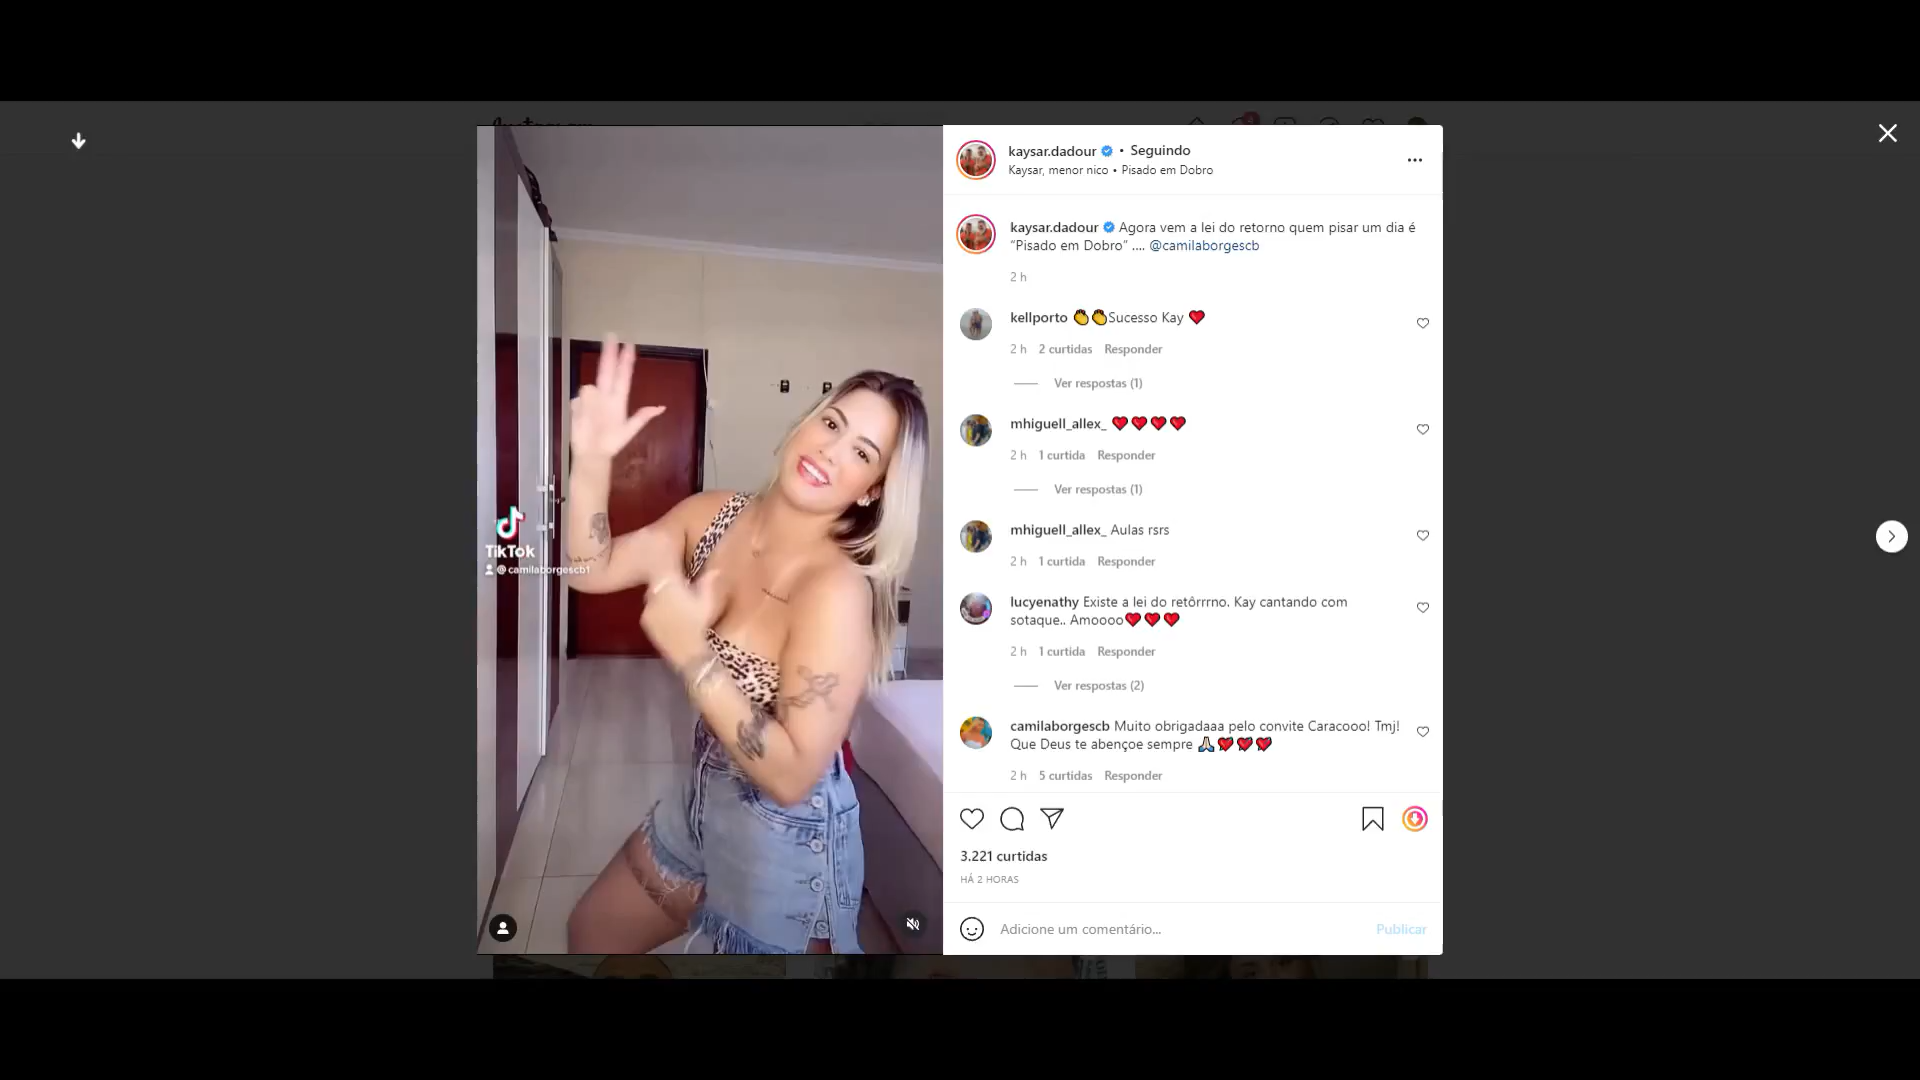 kaysar.dadour • Seguindo
Kaysar, menor nico • Pisado em Dobro
kaysar.dadour Agora vem a lei do retorno quem pisar um dia é
“Pisado em Dobro” .... @camilaborgescb
2 h
kellporto 👏👏Sucesso Kay ❤️
2 h 2 curtidas Responder
Ver respostas (1)
mhiguell_allex_ ❤️❤️❤️❤️
2 h 1 curtida Responder
Ver respostas (1)
mhiguell_allex_ Aulas rsrs
2 h 1 curtida Responder
lucyenathy Existe a lei do retôrrrno. Kay cantando com
sotaque.. Amoooo❤️❤️❤️
2 h 1 curtida Responder
Ver respostas (2)
camilaborgescb Muito obrigadaaa pelo convite Caracooo! Tmj!
Que Deus te abençoe sempre 🙏🏻💖💖💖
2 h 5 curtidas Responder
3.221 curtidas
HÁ 2 HORAS
Adicione um comentário...
Publicar
TikTok
@camilaborgescb1